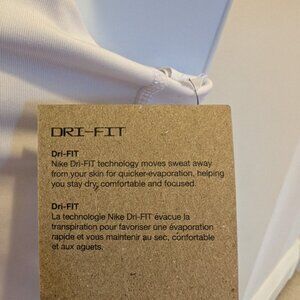 DRI-FIT
Dri-FIT
Nike Dri-FIT technology moves sweat away
from your skin for quicker-evaporation, helping
you stay dry, comfortable and focused.
Dri-FIT
La technologie Nike Dri-FIT évacue la
transpiration pour favoriser une évaporation
rapide et vous maintenir au sec, confortable
et aux aguets.